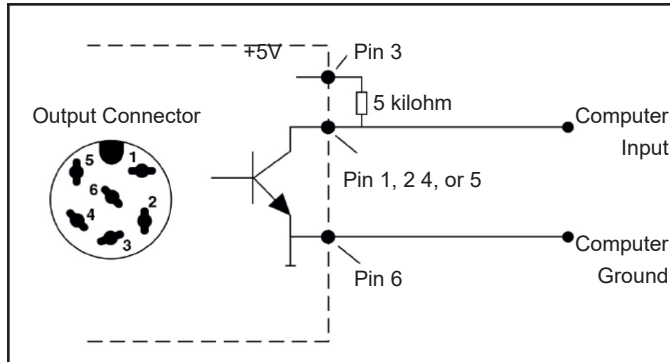 +5V
Pin 3
5 kilohm
Output Connector
Computer
Input
5
1
Pin 1, 2 4, or 5
6
2
4
3
Computer
Ground
Pin 6